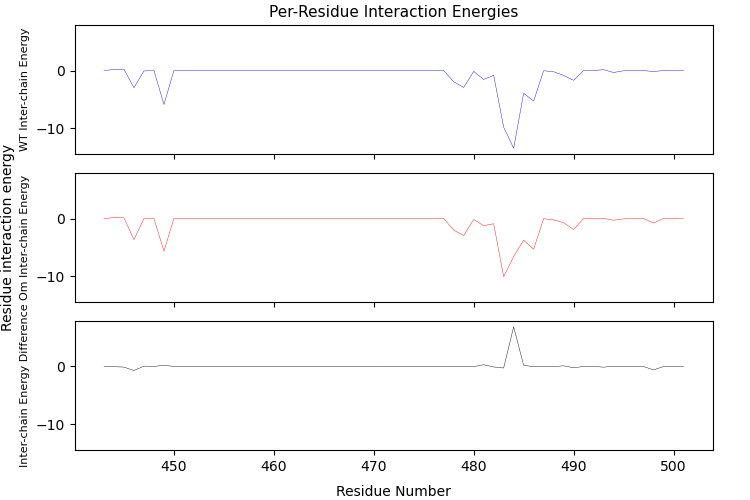 Per-Residue Interaction Energies
WT Inter-chain Energy
0
−10
Residue interaction energy
Om Inter-chain Energy
0
−10
Inter-chain Energy Difference
0
−10
450
460
470
480
490
500
Residue Number